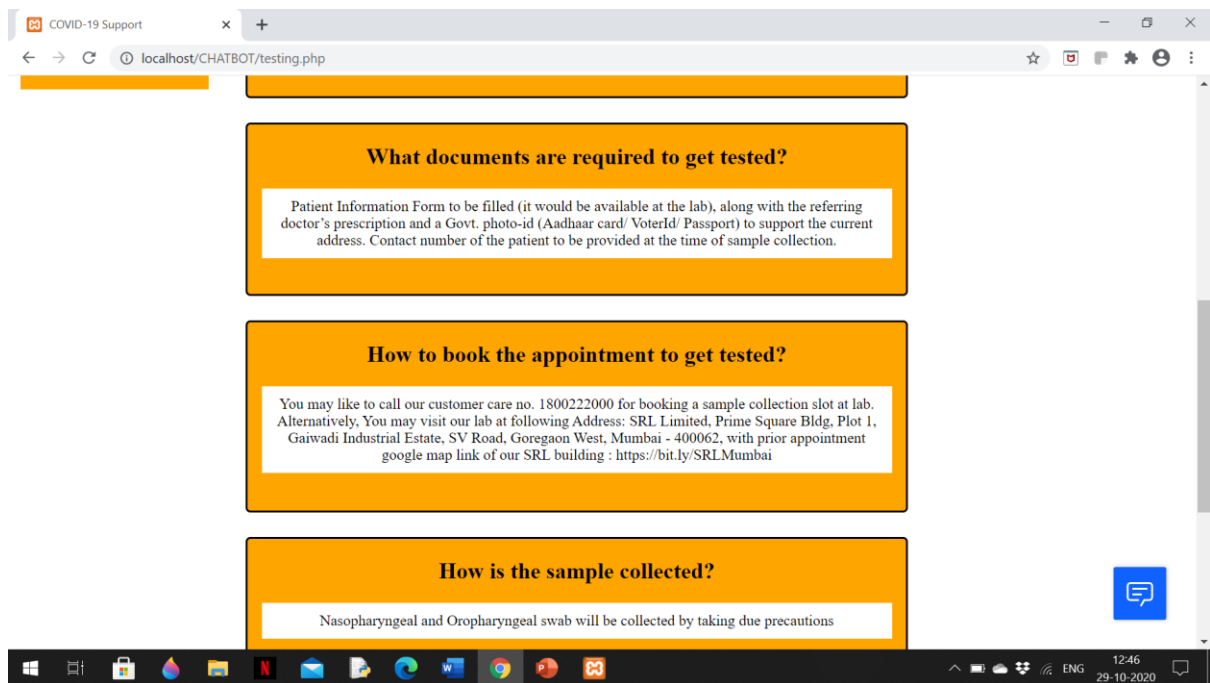 COVID-19 Support
localhost/CHATBOT/testing.php
What documents are required to get tested?
Patient Information Form to be filled (it would be available at the lab), along with the referring
doctor’s prescription and a Govt. photo-id (Aadhaar card/ VoterId/ Passport) to support the current
address. Contact number of the patient to be provided at the time of sample collection.
How to book the appointment to get tested?
You may like to call our customer care no. 1800222000 for booking a sample collection slot at lab.
Alternatively, You may visit our lab at following Address: SRL Limited, Prime Square Bldg, Plot 1,
Gaiwadi Industrial Estate, SV Road, Goregaon West, Mumbai - 400062, with prior appointment
google map link of our SRL building : https://bit.ly/SRLMumbai
How is the sample collected?
Nasopharyngeal and Oropharyngeal swab will be collected by taking due precautions
N
W
P
ENG
12:46
29-10-2020